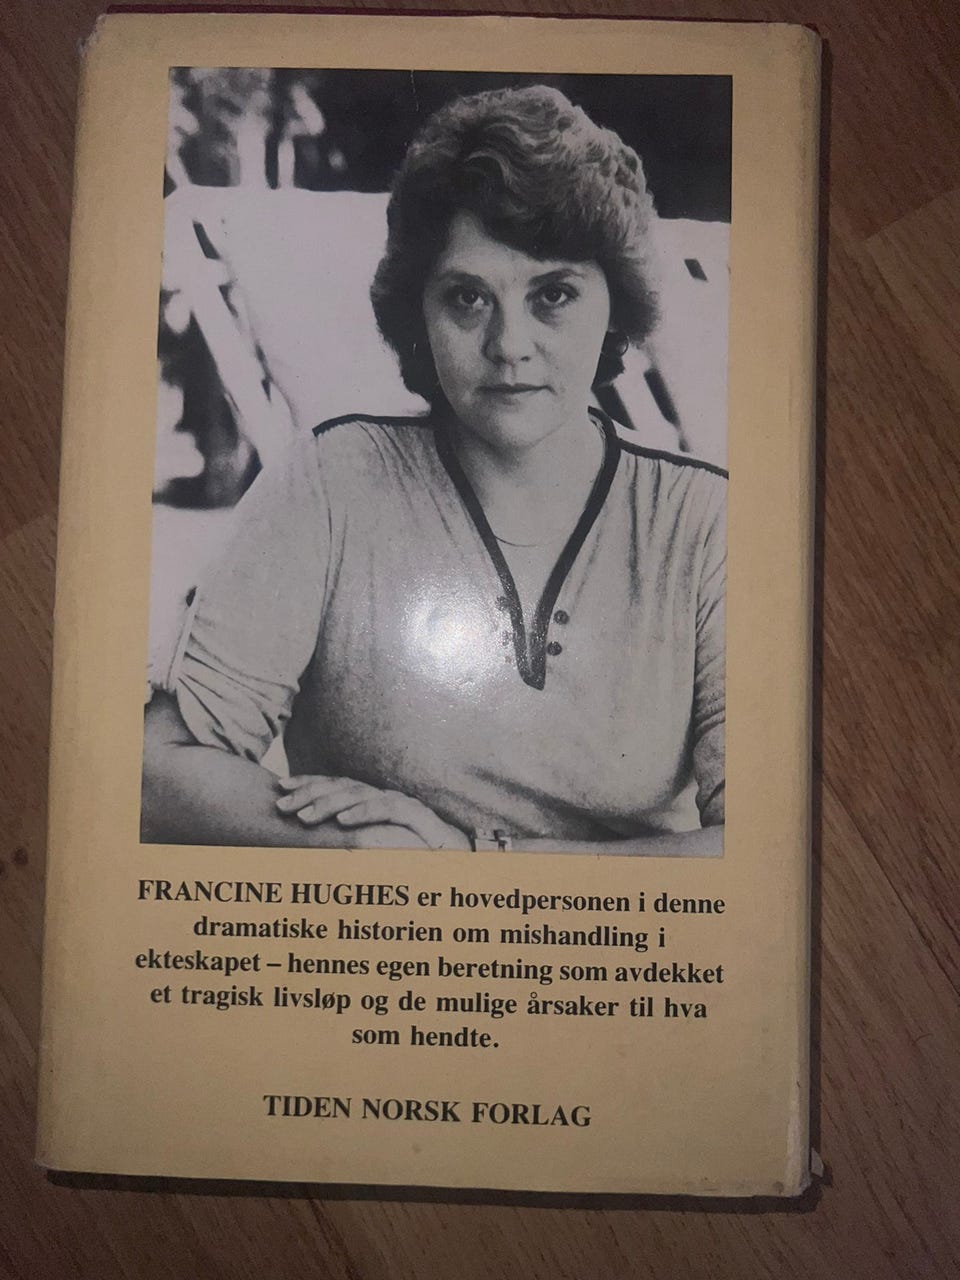 FRANCINE HUGHES er hovedpersonen i denne
dramatiske historien om mishandling i
ekteskapet – hennes egen beretning som avdekket
et tragisk livsløp og de mulige årsaker til hva
som hendte.
TIDEN NORSK FORLAG